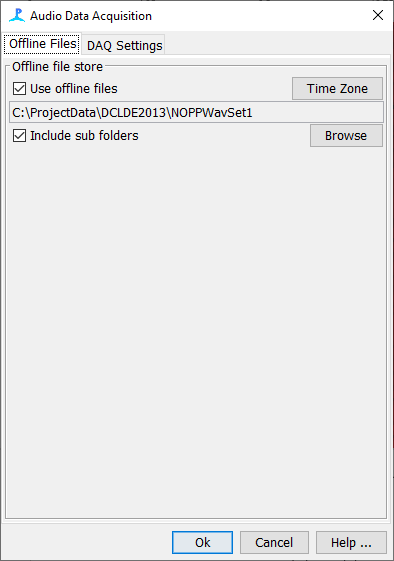 Audio Data Acquisition
Offline Files DAQ Settings
Offline file store
Use offline files Time Zone
C:\ProjectData\DCLDE2013\NOPPWavSet1
Include sub folders Browse
Ok Cancel Help ...